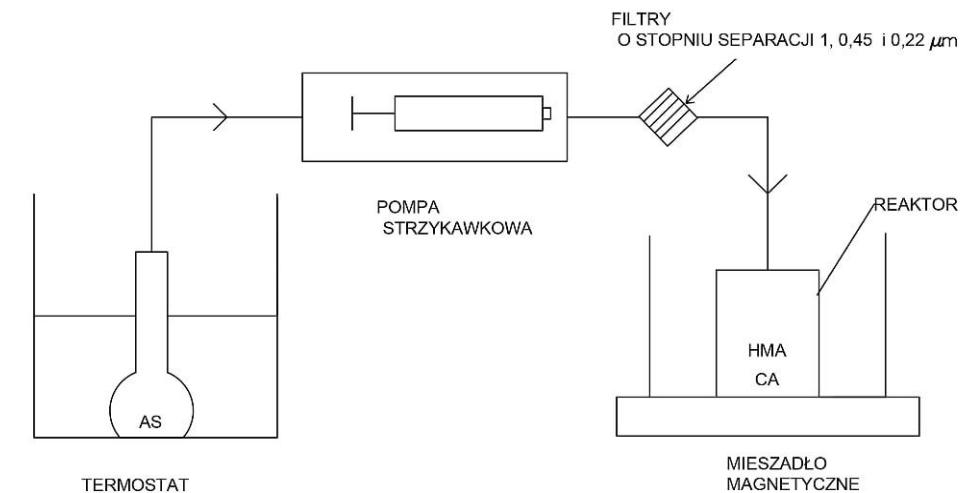 FILTRY
O STOPNIU SEPARACJI 1, 0,45 i 0,22 μm
POMPA
STRZYKAWKOWA
REAKTOR
HMA
CA
AS
MIESZADŁO
MAGNETYCZNE
TERMOSTAT